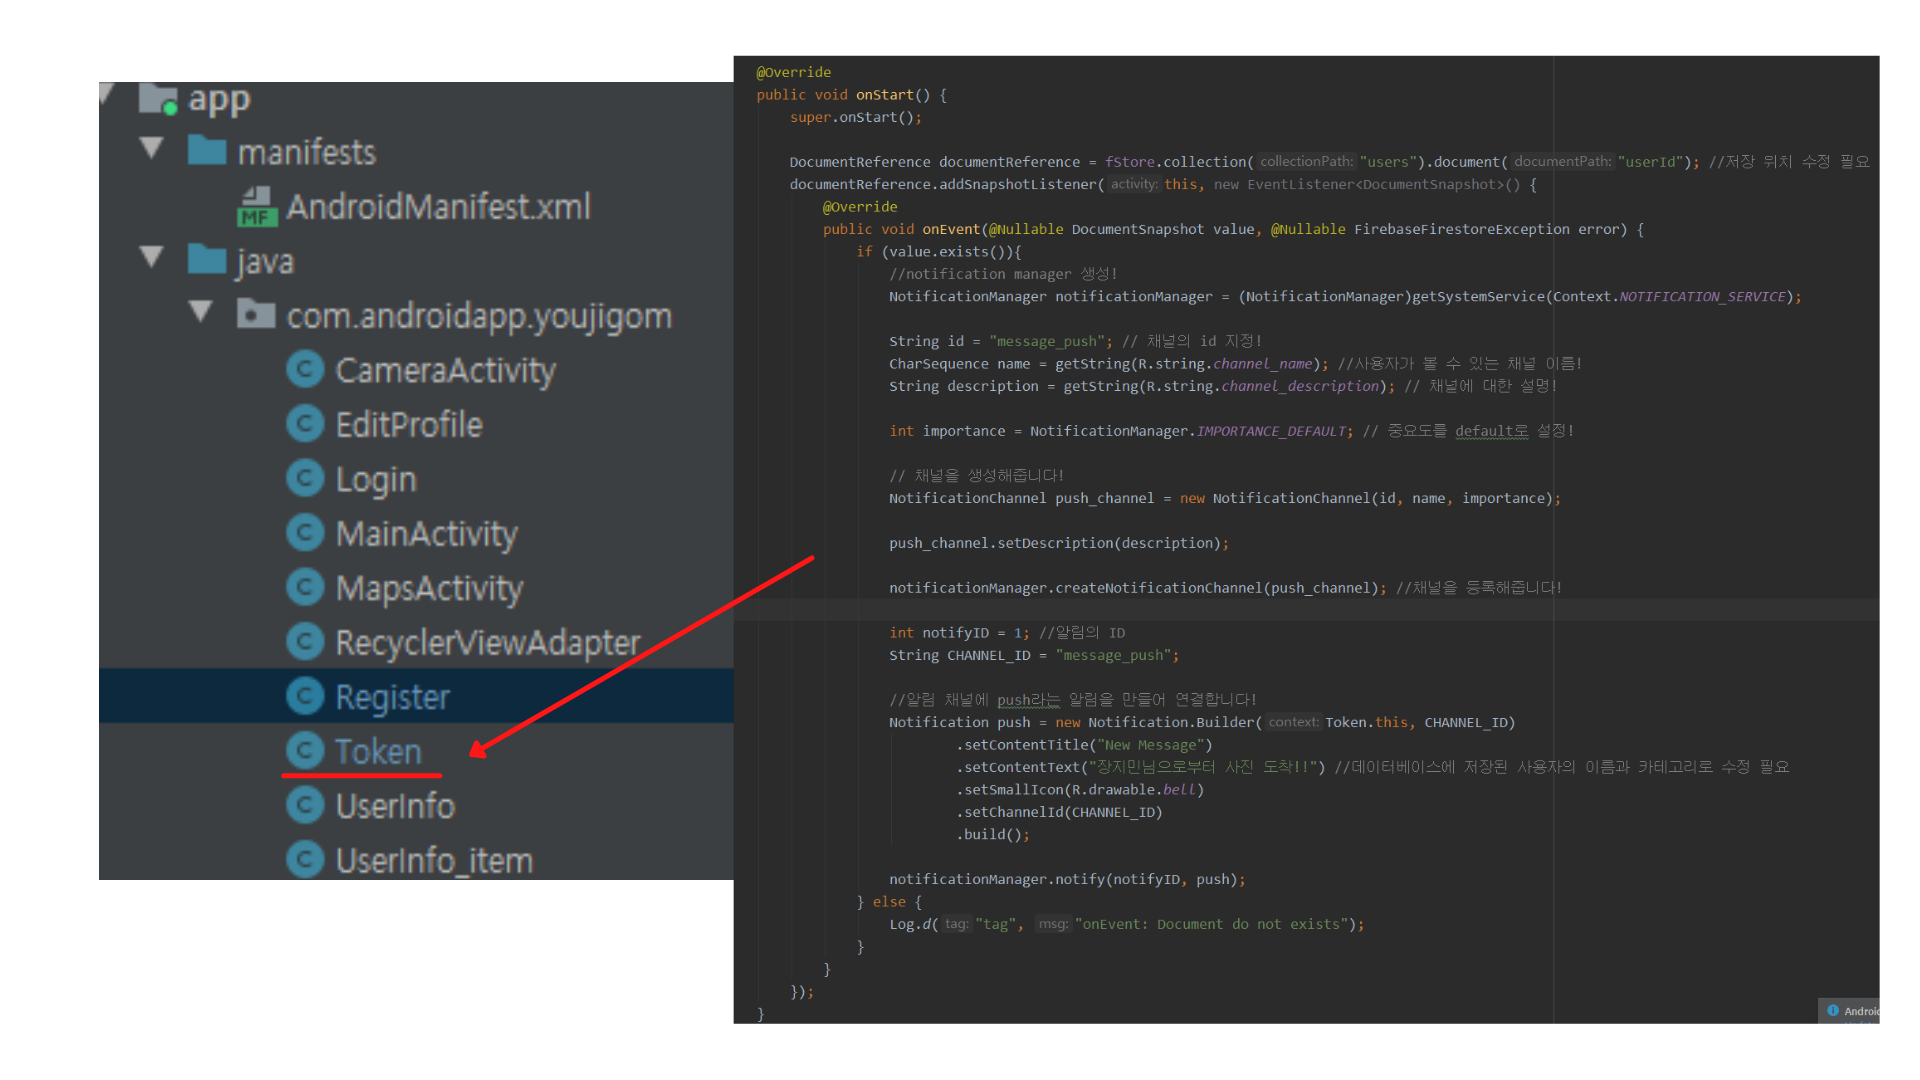 app
manifests
MF
AndroidManifest.xml
java
com.androidapp.youjigom
C CameraActivity
C EditProfile
C Login
C MainActivity
C MapsActivity
C RecyclerViewAdapter
C Register
C Token
C UserInfo
C UserInfo_item
@Override
public void onStart() {
super.onStart();
DocumentReference documentReference = fStore.collection( collectionPath: "users").document( documentPath: "userId"); //저장 위치 수정 필요
documentReference.addSnapshotListener( activity: this, new EventListener<DocumentSnapshot>() {
@Override
public void onEvent(@Nullable DocumentSnapshot value, @Nullable FirebaseFirestoreException error) {
if (value.exists()){
//notification manager 생성!
NotificationManager notificationManager = (NotificationManager)getSystemService(Context.NOTIFICATION_SERVICE);
String id = "message_push"; // 채널의 id 지정!
CharSequence name = getString(R.string.channel_name); //사용자가 볼 수 있는 채널 이름!
String description = getString(R.string.channel_description); // 채널에 대한 설명!
int importance = NotificationManager.IMPORTANCE_DEFAULT; // 중요도를 default로 설정!
// 채널을 생성해줍니다!
NotificationChannel push_channel = new NotificationChannel(id, name, importance);
push_channel.setDescription(description);
notificationManager.createNotificationChannel(push_channel); //채널을 등록해줍니다!
int notifyID = 1; //알림의 ID
String CHANNEL_ID = "message_push";
//알림 채널에 push라는 알림을 만들어 연결합니다!
Notification push = new Notification.Builder( context: Token.this, CHANNEL_ID)
.setContentTitle("New Message")
.setContentText("장지민님으로부터 사진 도착!!") //데이터베이스에 저장된 사용자의 이름과 카테고리로 수정 필요
.setSmallIcon(R.drawable.bell)
.setChannelId(CHANNEL_ID)
.build();
notificationManager.notify(notifyID, push);
} else {
Log.d( tag: "tag", msg: "onEvent: Document do not exists");
}
}
});
}